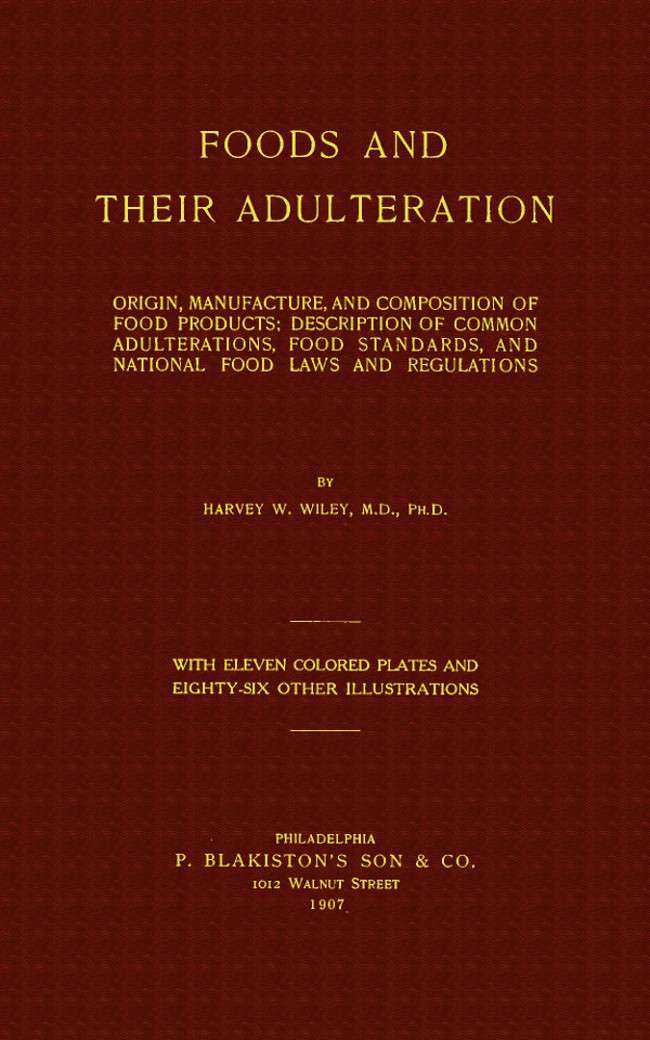 FOODS AND
THEIR ADULTERATION
ORIGIN, MANUFACTURE, AND COMPOSITION OF
FOOD PRODUCTS; DESCRIPTION OF COMMON
ADULTERATIONS, FOOD STANDARDS, AND
NATIONAL FOOD LAWS AND REGULATIONS
BY
HARVEY W. WILEY, M.D., PH.D.
WITH ELEVEN COLORED PLATES AND
EIGHTY-SIX OTHER ILLUSTRATIONS
PHILADELPHIA
P. BLAKISTON'S SON & CO.
1012 WALNUT STREET
1907